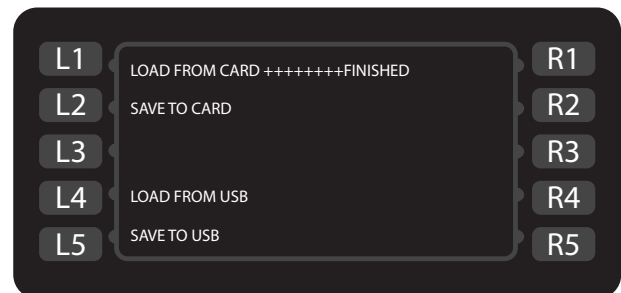 L1 LOAD FROM CARD ++++++++FINISHED R1
L2 SAVE TO CARD R2
L3 R3
L4 LOAD FROM USB R4
L5 SAVE TO USB R5